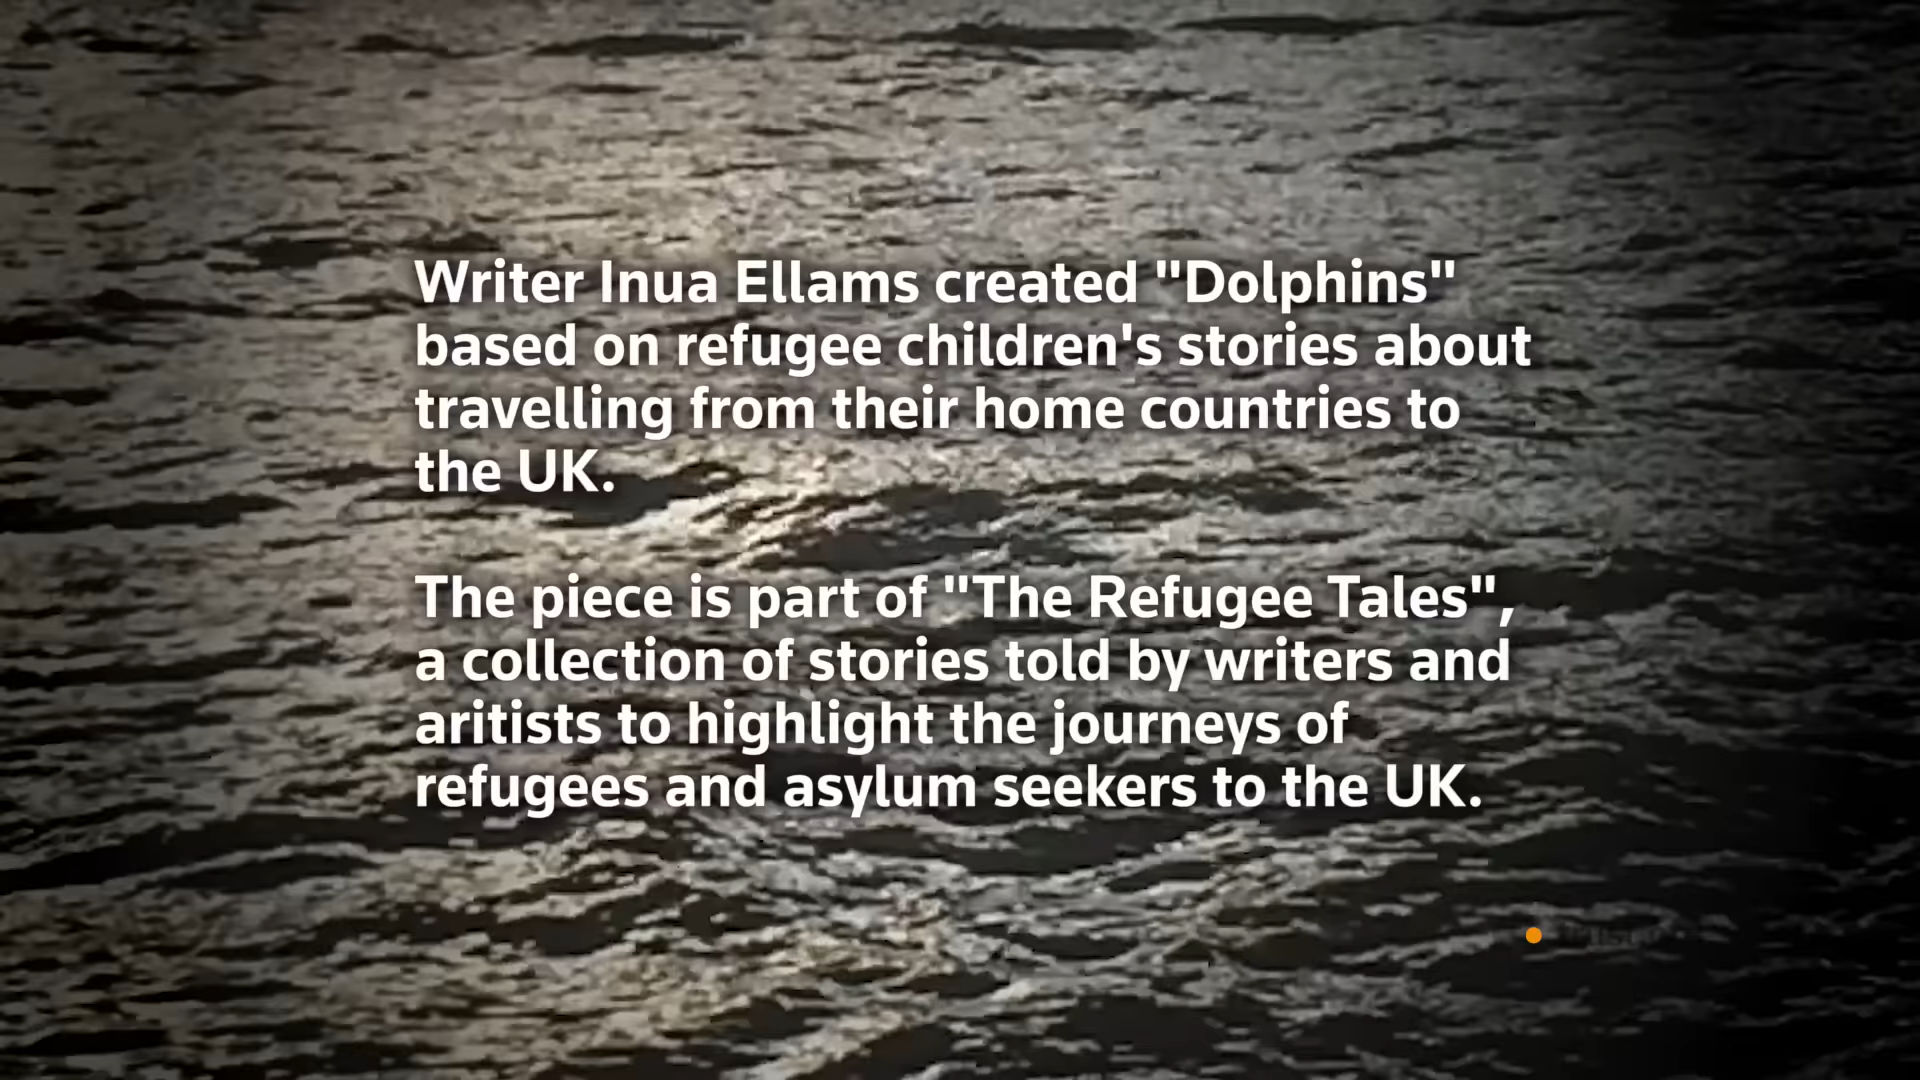 Writer Inua Ellams created "Dolphins"
based on refugee children's stories about
travelling from their home countries to
the UK.
The piece is part of "The Refugee Tales",
a collection of stories told by writers and
aritists to highlight the journeys of
refugees and asylum seekers to the UK.